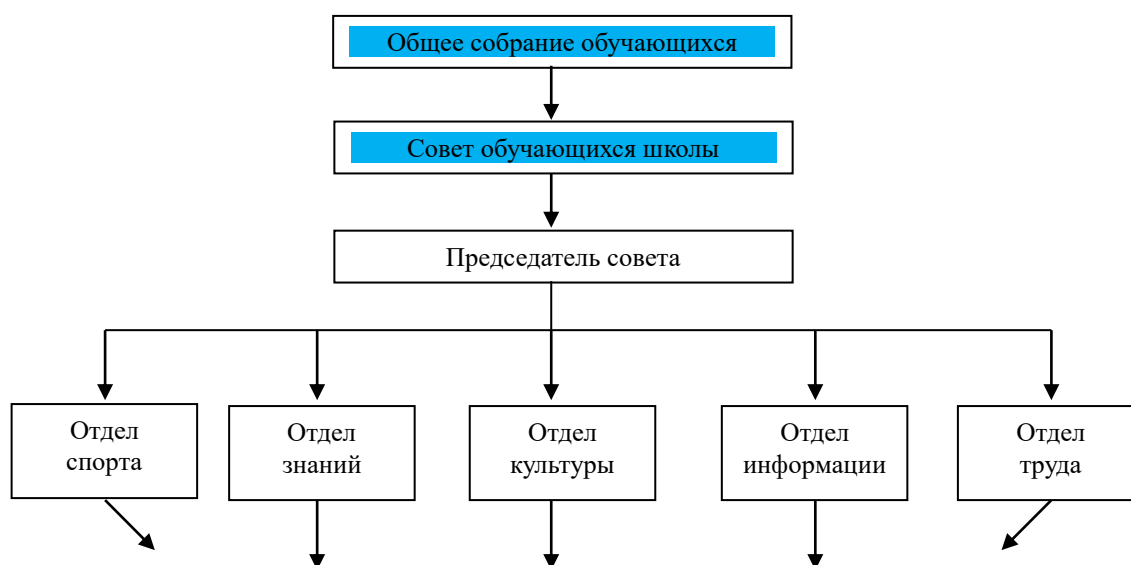 Общее собрание обучающихся
Совет обучающихся школы
Председатель совета
Отдел
спорта
Отдел
знаний
Отдел
культуры
Отдел
информации
Отдел
труда